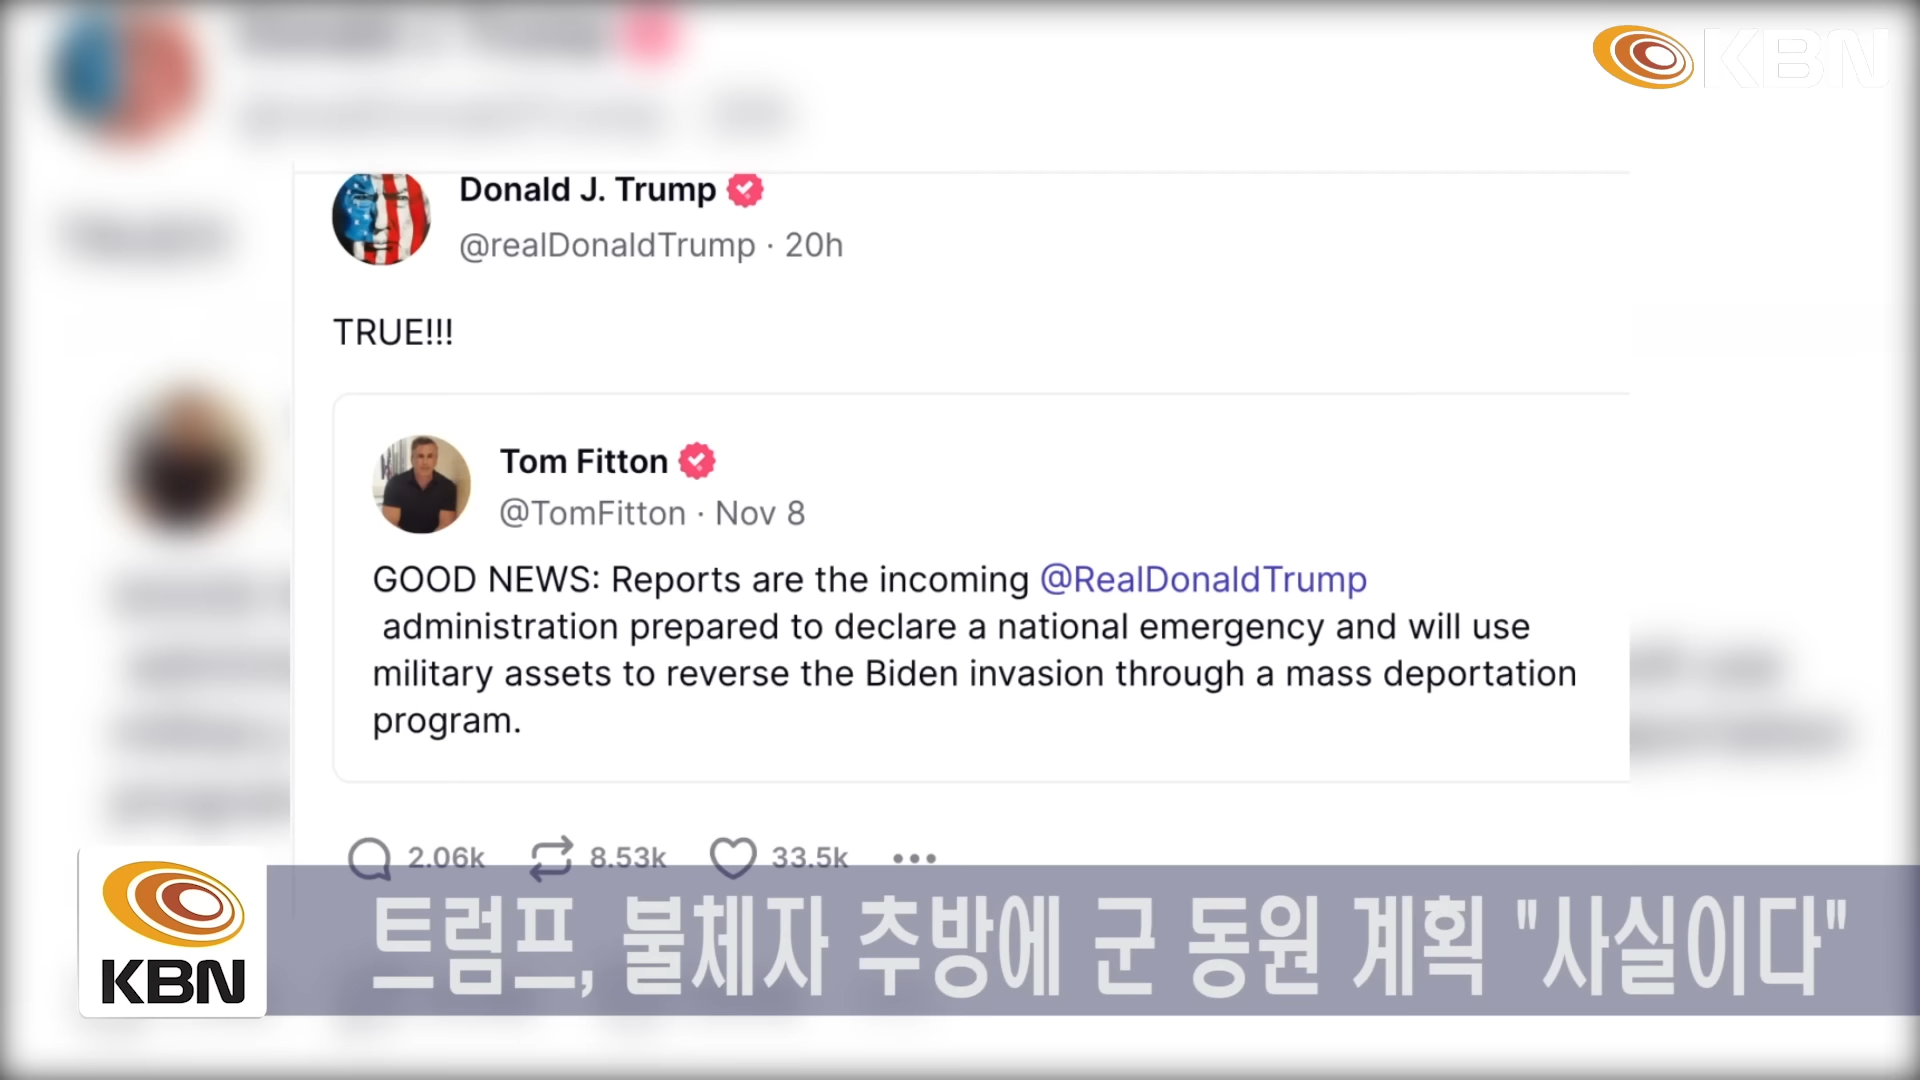 KBN
Donald J. Trump
@realDonaldTrump · 20h
TRUE!!!
Tom Fitton
@TomFitton · Nov 8
GOOD NEWS: Reports are the incoming @RealDonaldTrump
administration prepared to declare a national emergency and will use
military assets to reverse the Biden invasion through a mass deportation
program.
2.06k 8.53k 33.5k
트럼프, 불체자 추방에 군 동원 계획 "사실이다"
KBN